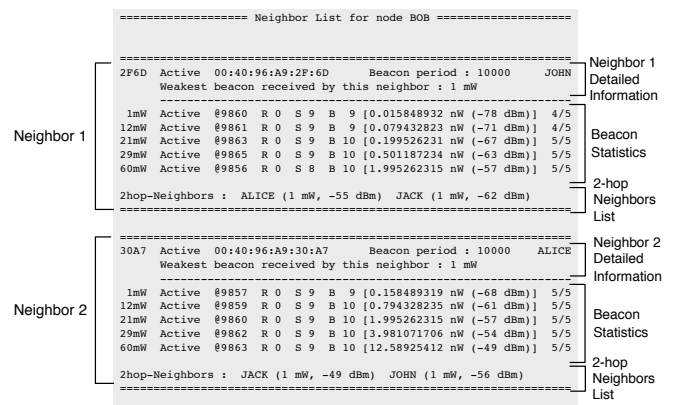 =================== Neighbor List for node BOB ====================
===================================================================
2F6D Active 00:40:96:A9:2F:6D Beacon period : 10000 JOHN
Weakest beacon received by this neighbor : 1 mW
-------------------------------------------------------------
1mW Active @9860 R 0 S 9 B 9 [0.015848932 nW (-78 dBm)] 4/5
12mW Active @9861 R 0 S 9 B 9 [0.079432823 nW (-71 dBm)] 4/5
21mW Active @9863 R 0 S 9 B 10 [0.199526231 nW (-67 dBm)] 5/5
29mW Active @9865 R 0 S 9 B 10 [0.501187234 nW (-63 dBm)] 5/5
60mW Active @9856 R 0 S 8 B 10 [1.995262315 nW (-57 dBm)] 5/5
2hop-Neighbors : ALICE (1 mW, -55 dBm) JACK (1 mW, -62 dBm)
===================================================================
Neighbor 1
Neighbor 1
Detailed
Information
Beacon
Statistics
2-hop
Neighbors
List
===================================================================
30A7 Active 00:40:96:A9:30:A7 Beacon period : 10000 ALICE
Weakest beacon received by this neighbor : 1 mW
-------------------------------------------------------------
1mW Active @9857 R 0 S 9 B 9 [0.158489319 nW (-68 dBm)] 5/5
12mW Active @9859 R 0 S 9 B 10 [0.794328235 nW (-61 dBm)] 5/5
21mW Active @9860 R 0 S 9 B 10 [1.995262315 nW (-57 dBm)] 5/5
29mW Active @9862 R 0 S 9 B 10 [3.981071706 nW (-54 dBm)] 5/5
60mW Active @9863 R 0 S 9 B 10 [12.58925412 nW (-49 dBm)] 5/5
2hop-Neighbors : JACK (1 mW, -49 dBm) JOHN (1 mW, -56 dBm)
===================================================================
Neighbor 2
Neighbor 2
Detailed
Information
Beacon
Statistics
2-hop
Neighbors
List